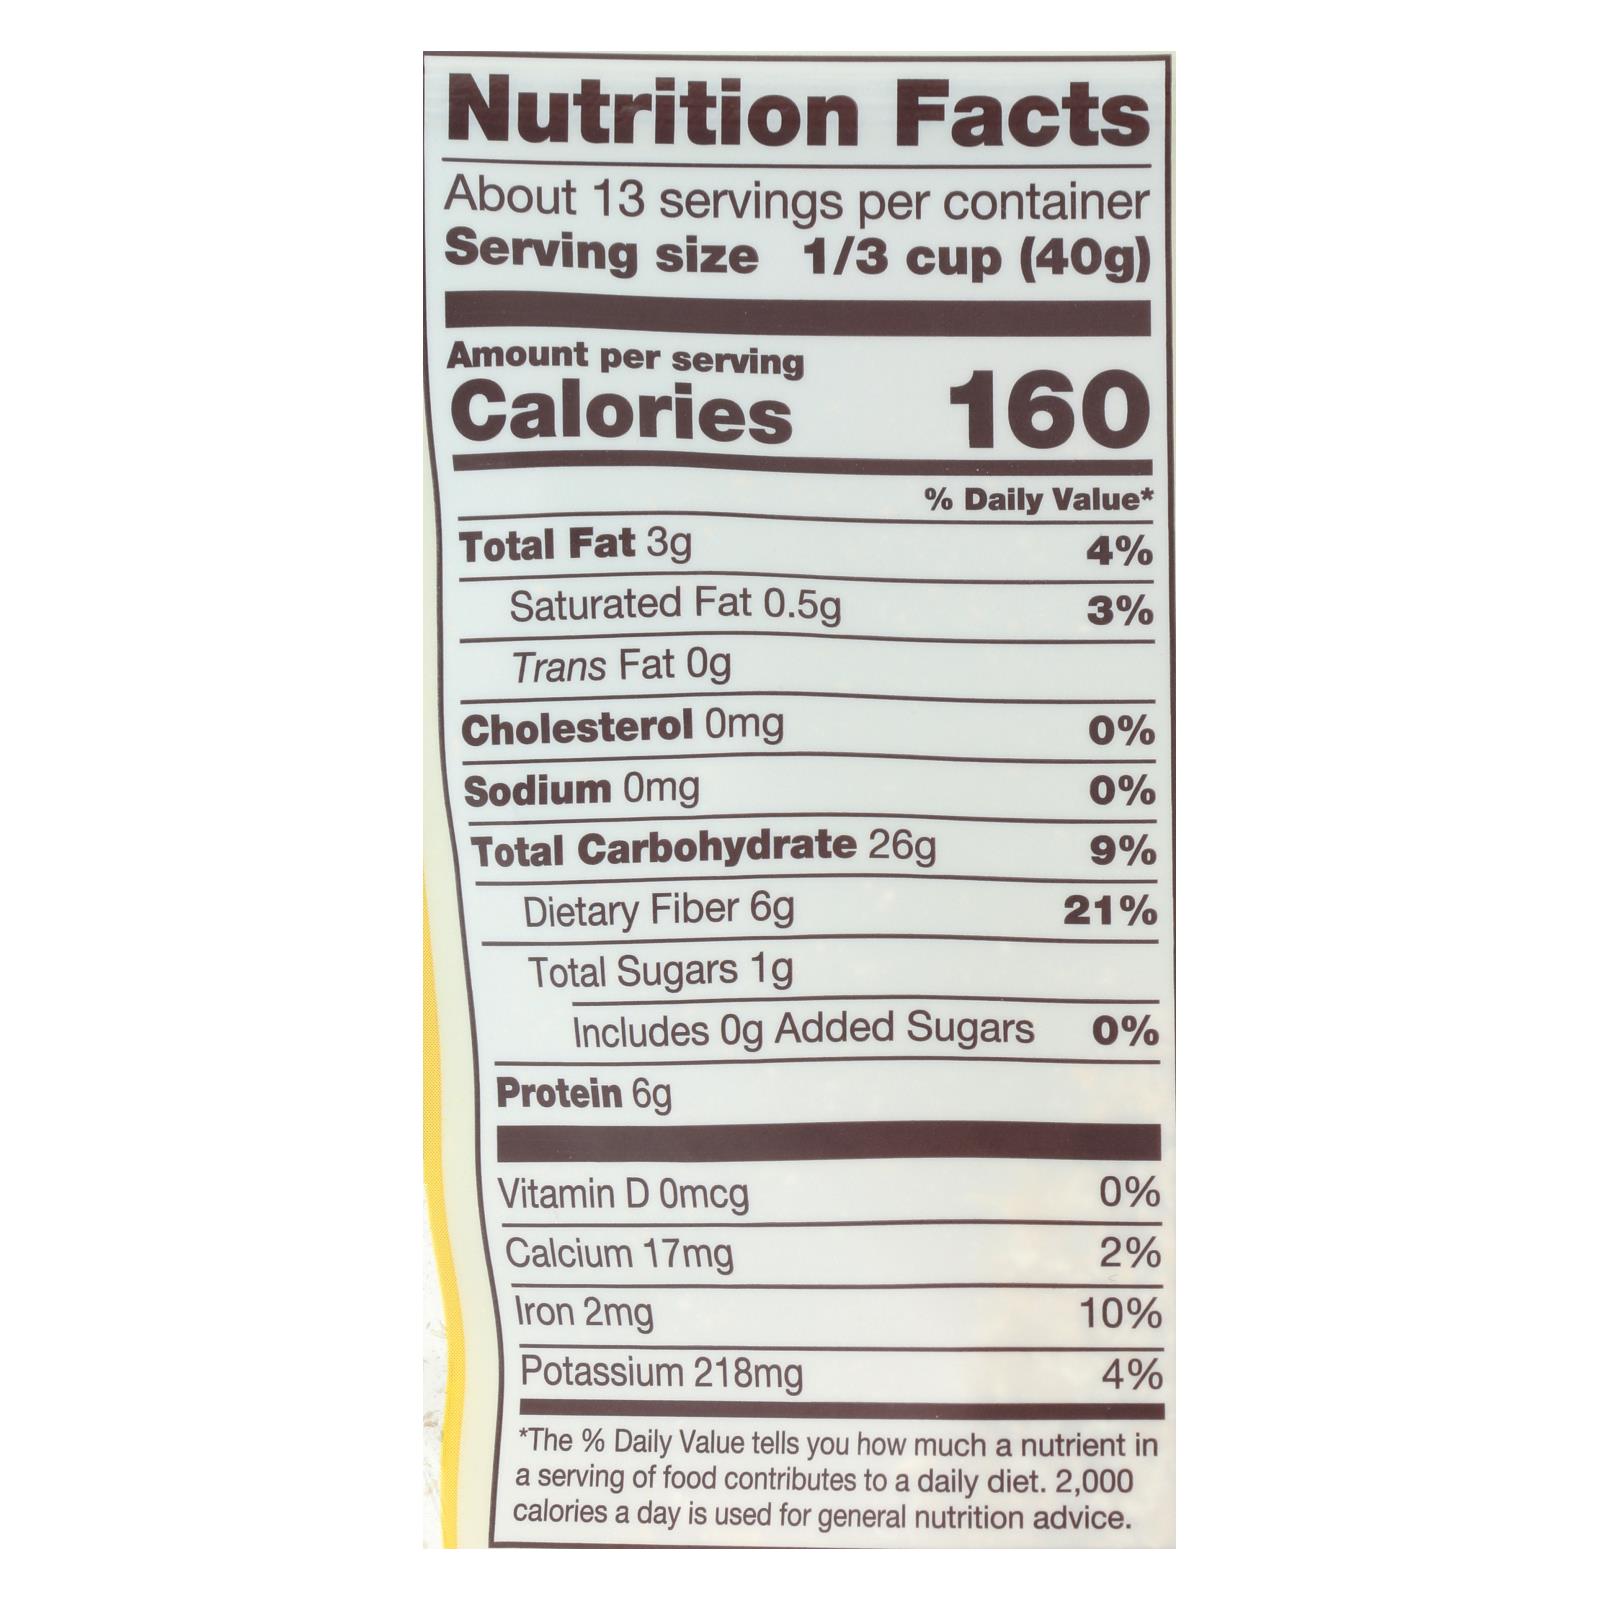 Nutrition Facts
About 13 servings per container
Serving size 1/3 cup (40g)
Amount per serving
Calories 160
% Daily Value*
Total Fat 3g 4%
Saturated Fat 0.5g 3%
Trans Fat 0g
Cholesterol 0mg 0%
Sodium 0mg 0%
Total Carbohydrate 26g 9%
Dietary Fiber 6g 21%
Total Sugars 1g
Includes 0g Added Sugars 0%
Protein 6g
Vitamin D 0mcg 0%
Calcium 17mg 2%
Iron 2mg 10%
Potassium 218mg 4%
*The % Daily Value tells you how much a nutrient in
a serving of food contributes to a daily diet. 2,000
calories a day is used for general nutrition advice.